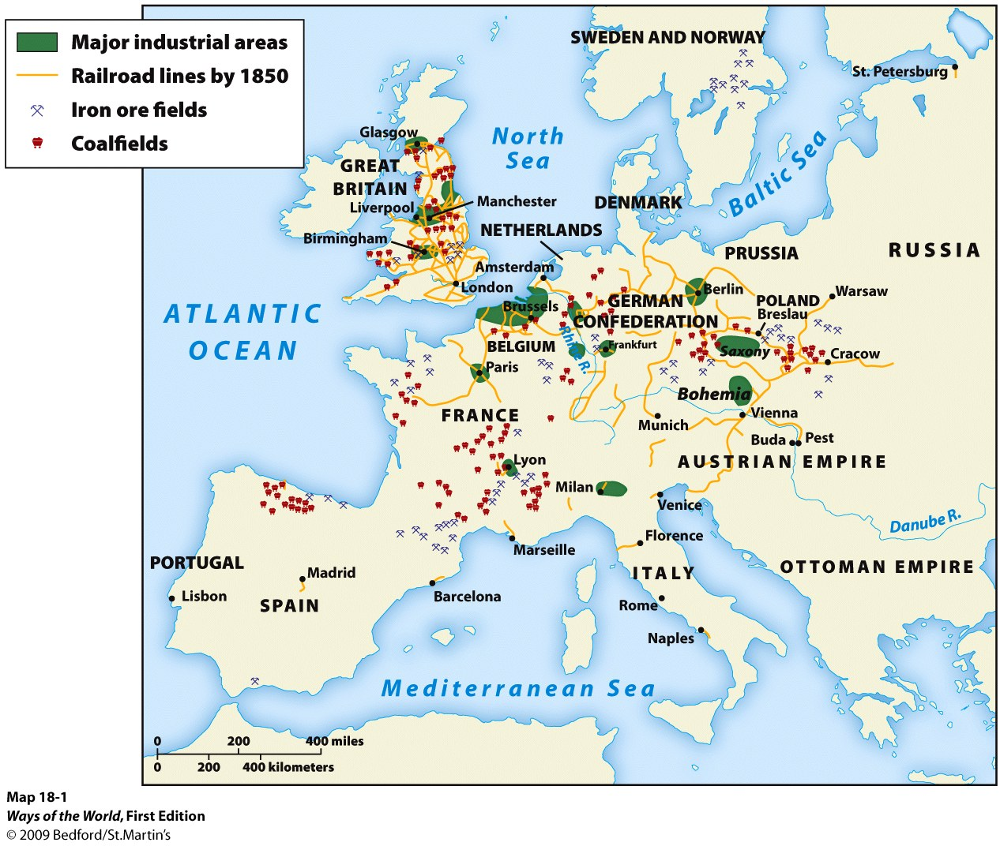 Major industrial areas
Railroad lines by 1850
Iron ore fields
Coalfields
SWEDEN AND NORWAY
St. Petersburg
North
Sea
Baltic Sea
Glasgow
GREAT
BRITAIN
Liverpool
Manchester
Birmingham
London
DENMARK
NETHERLANDS
Amsterdam
PRUSSIA
RUSSIA
Berlin
Warsaw
POLAND
Breslau
GERMAN
CONFEDERATION
Brussels
BELGIUM
Rhine R.
Frankfurt
Saxony
Cracow
ATLANTIC
OCEAN
Paris
FRANCE
Bohemia
Munich
Vienna
Buda
Pest
AUSTRIAN EMPIRE
Lyon
Milan
Venice
Danube R.
Marseille
Florence
ITALY
OTTOMAN EMPIRE
PORTUGAL
Lisbon
Madrid
SPAIN
Barcelona
Rome
Naples
Mediterranean Sea
0 200 400 miles
0 200 400 kilometers
Map 18-1
Ways of the World, First Edition
© 2009 Bedford/St.Martin's